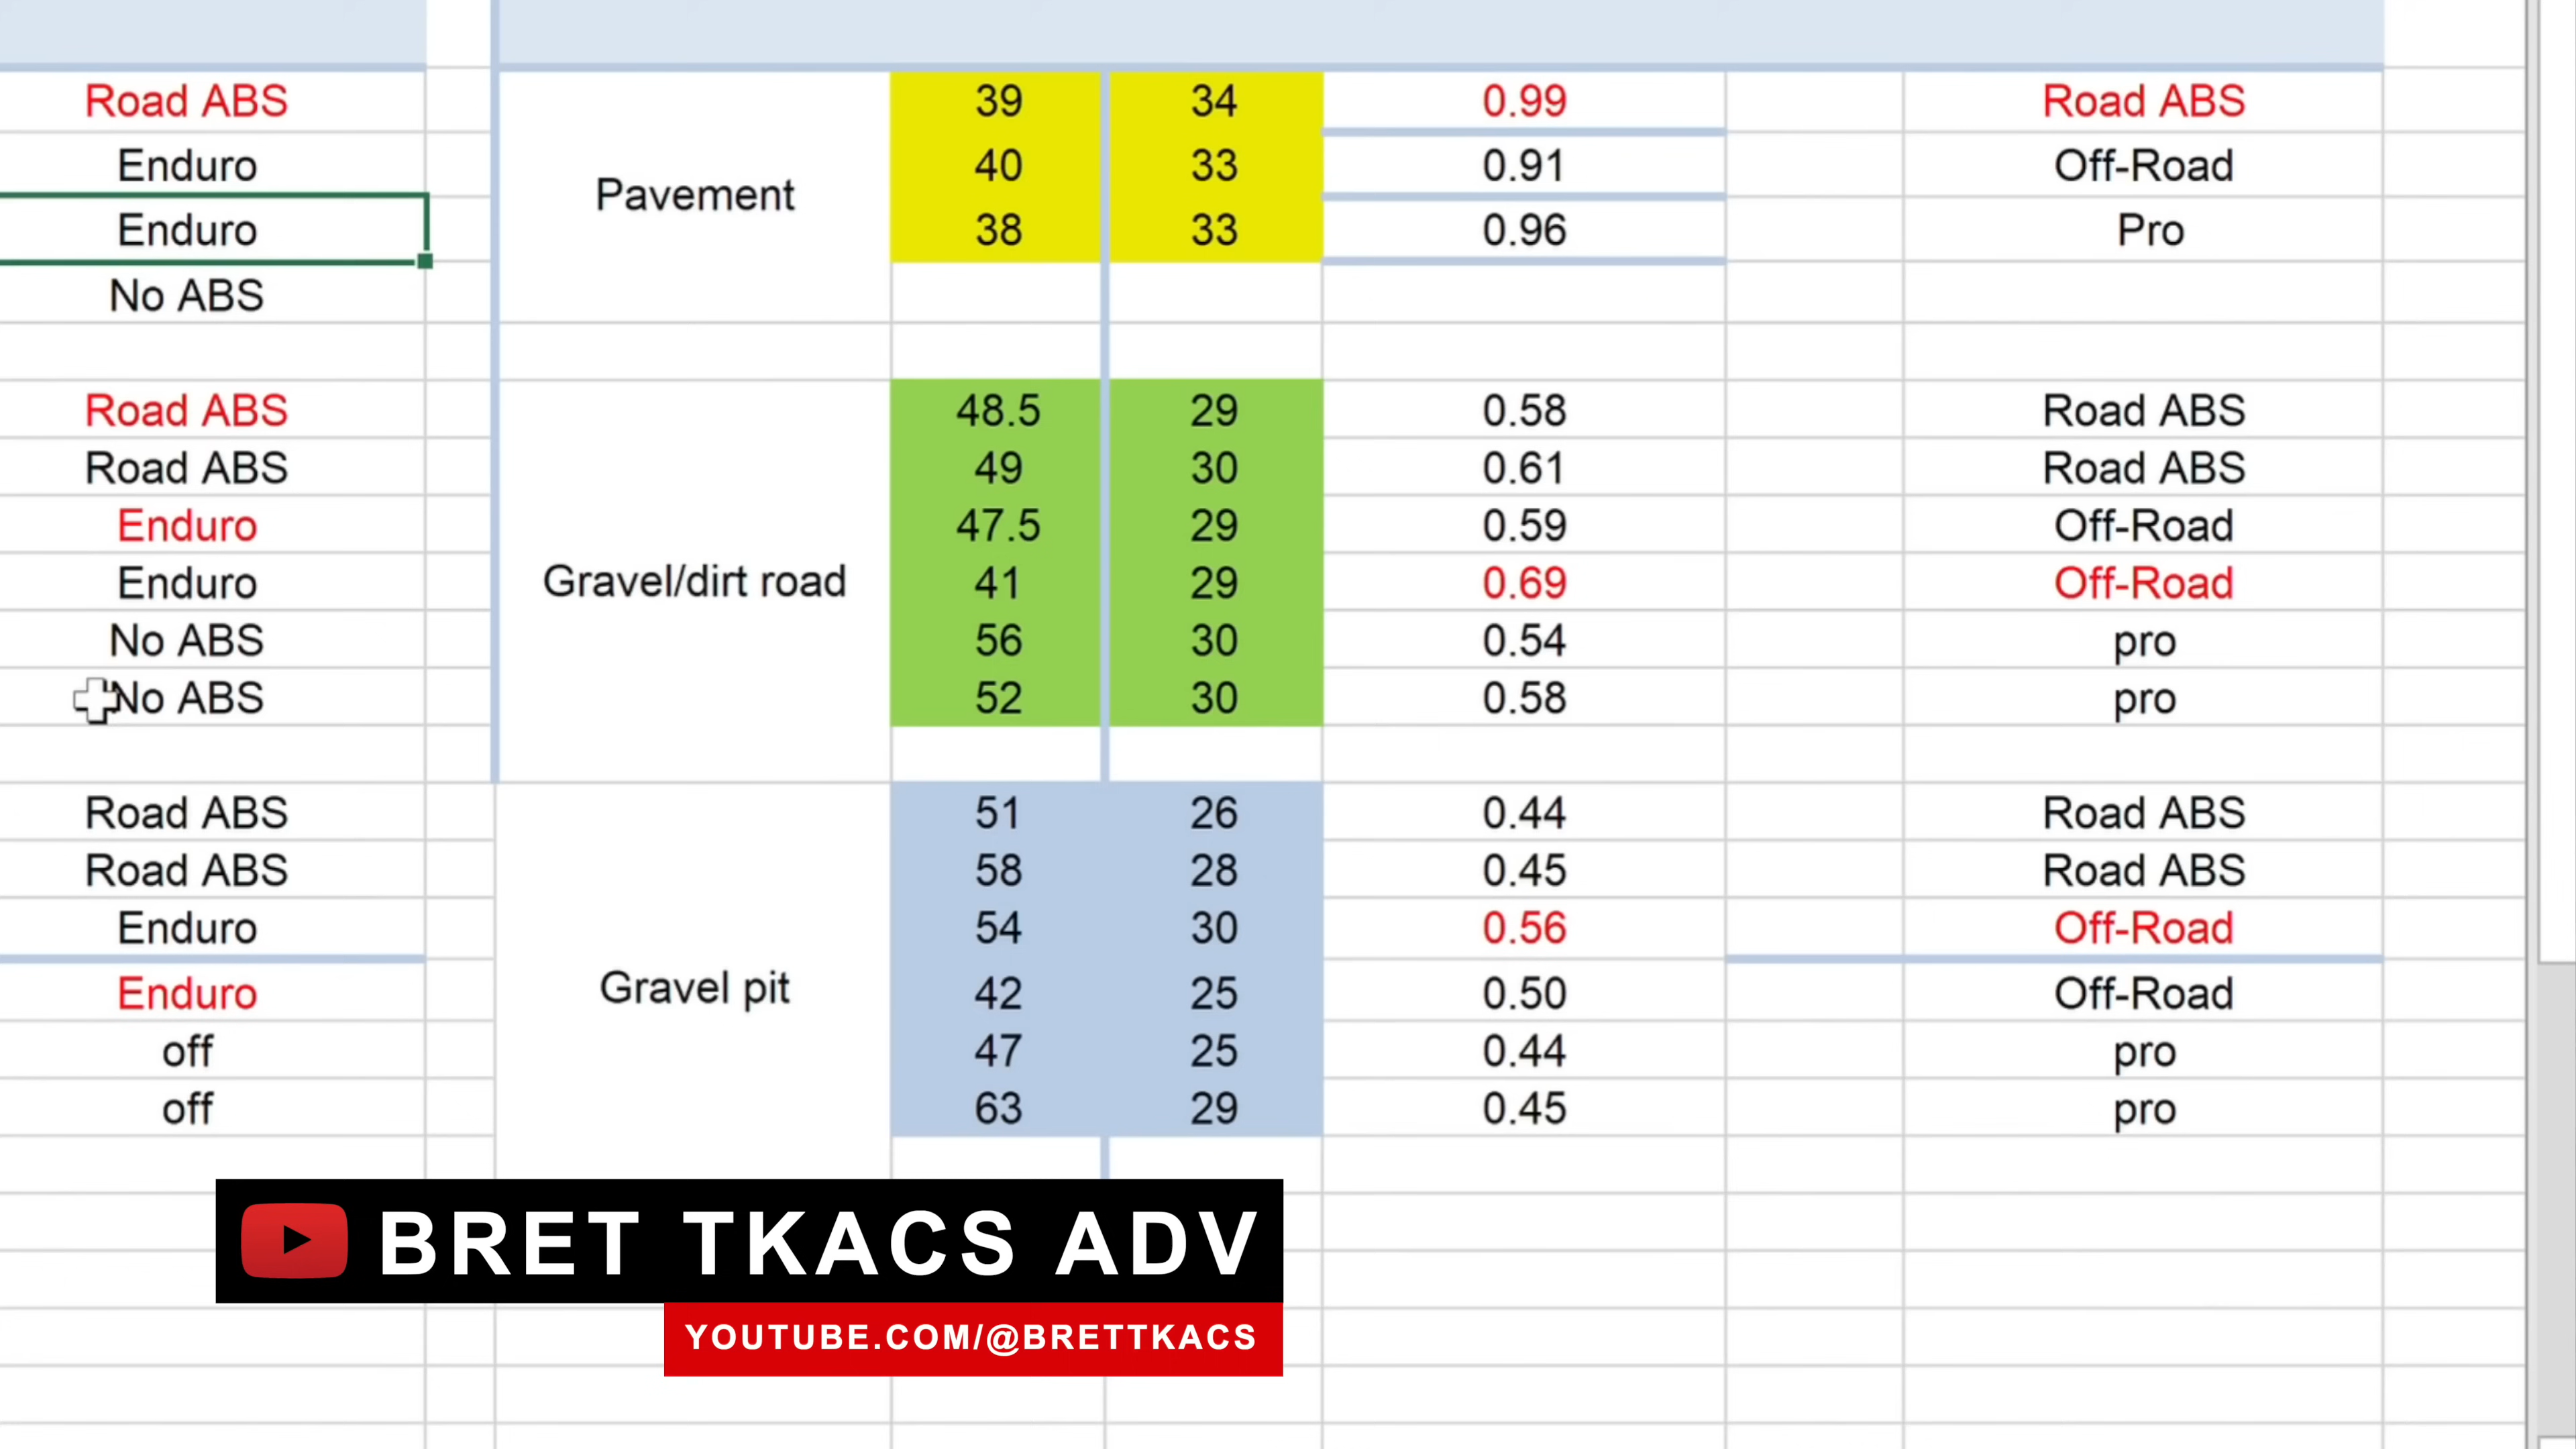 Road ABS 39 34 0.99 Road ABS
Enduro 40 33 0.91 Off-Road
Pavement
Enduro 38 33 0.96 Pro
No ABS
Road ABS 48.5 29 0.58 Road ABS
Road ABS 49 30 0.61 Road ABS
Enduro 47.5 29 0.59 Off-Road
Enduro Gravel/dirt road 41 29 0.69 Off-Road
No ABS 56 30 0.54 pro
No ABS 52 30 0.58 pro
Road ABS 51 26 0.44 Road ABS
Road ABS 58 28 0.45 Road ABS
Enduro 54 30 0.56 Off-Road
Enduro Gravel pit 42 25 0.50 Off-Road
off 47 25 0.44 pro
off 63 29 0.45 pro
BRET TKACS ADV
YOUTUBE.COM/@BRETTKACS